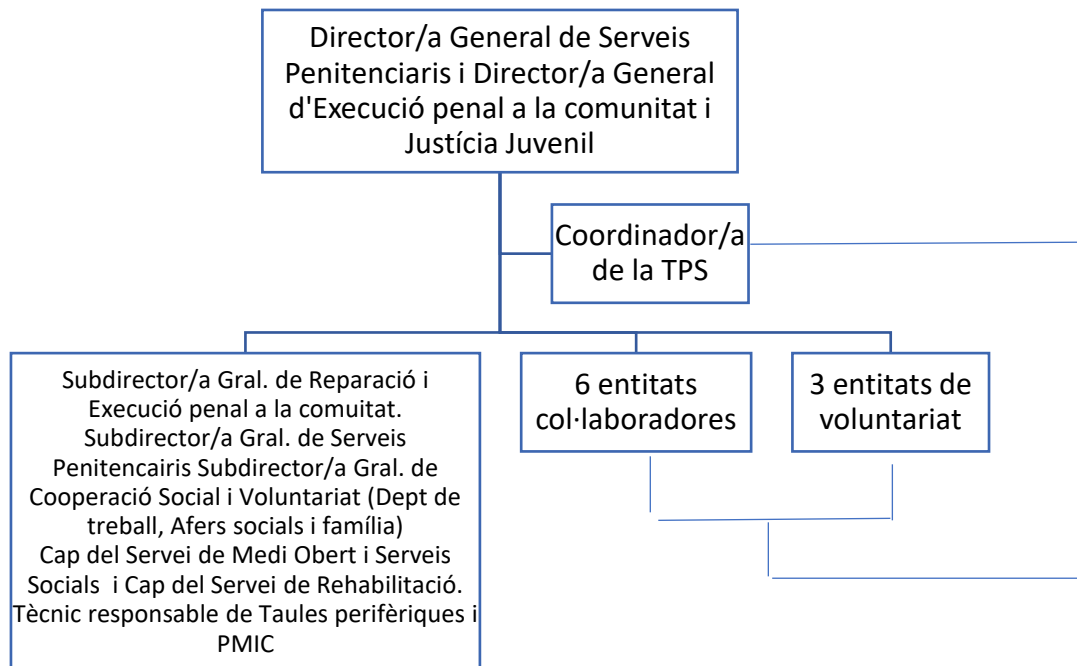 Director/a General de Serveis
Penitenciaris i Director/a General
d'Execució penal a la comunitat i
Justícia Juvenil
Coordinador/a
de la TPS
Subdirector/a Gral. de Reparació i
Execució penal a la comuitat.
Subdirector/a Gral. de Serveis
Penitencairis Subdirector/a Gral. de
Cooperació Social i Voluntariat (Dept de
treball, Afers socials i família)
Cap del Servei de Medi Obert i Serveis
Socials i Cap del Servei de Rehabilitació.
Tècnic responsable de Taules perifèriques i
PMIC
6 entitats
col·laboradores
3 entitats de
voluntariat